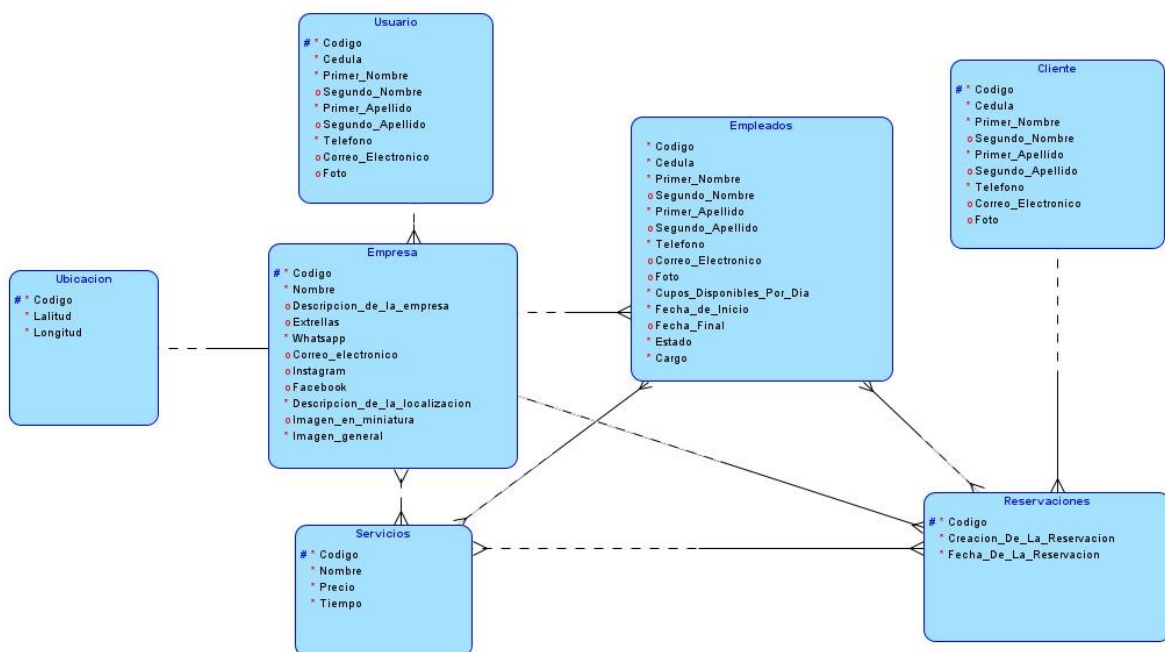 Usuario
# * Codigo
* Cedula
* Primer_Nombre
o Segundo_Nombre
* Primer_Apellido
o Segundo_Apellido
* Telefono
o Correo_Electronico
o Foto
Cliente
# * Codigo
* Cedula
* Primer_Nombre
o Segundo_Nombre
* Primer_Apellido
o Segundo_Apellido
* Telefono
o Correo_Electronico
o Foto
Empleados
* Codigo
* Cedula
* Primer_Nombre
o Segundo_Nombre
* Primer_Apellido
o Segundo_Apellido
* Telefono
o Correo_Electronico
o Foto
* Cupos_Disponibles_Por_Dia
* Fecha_de_Inicio
o Fecha_Final
* Estado
* Cargo
Ubicacion
# * Codigo
* Lalitud
* Longitud
Empresa
# * Codigo
* Nombre
o Descripcion_de_la_empresa
o Extrellas
* Whatsapp
o Correo_electronico
o Instagram
o Facebook
* Descripcion_de_la_localizacion
o Imagen_en_miniatura
* Imagen_general
Servicios
# * Codigo
* Nombre
* Precio
* Tiempo
Reservaciones
# * Codigo
* Creacion_De_La_Reservacion
* Fecha_De_La_Reservacion